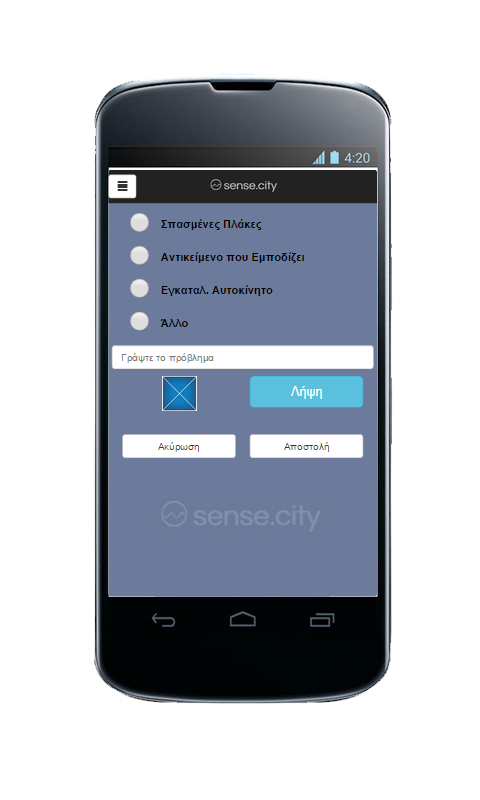 4:20
sense.city
Σπασμένες Πλάκες
Αντικείμενο που Εμποδίζει
Εγκαταλ. Αυτοκίνητο
Άλλο
Γράψτε το πρόβλημα
Λήψη
Ακύρωση
Αποστολή
sense.city